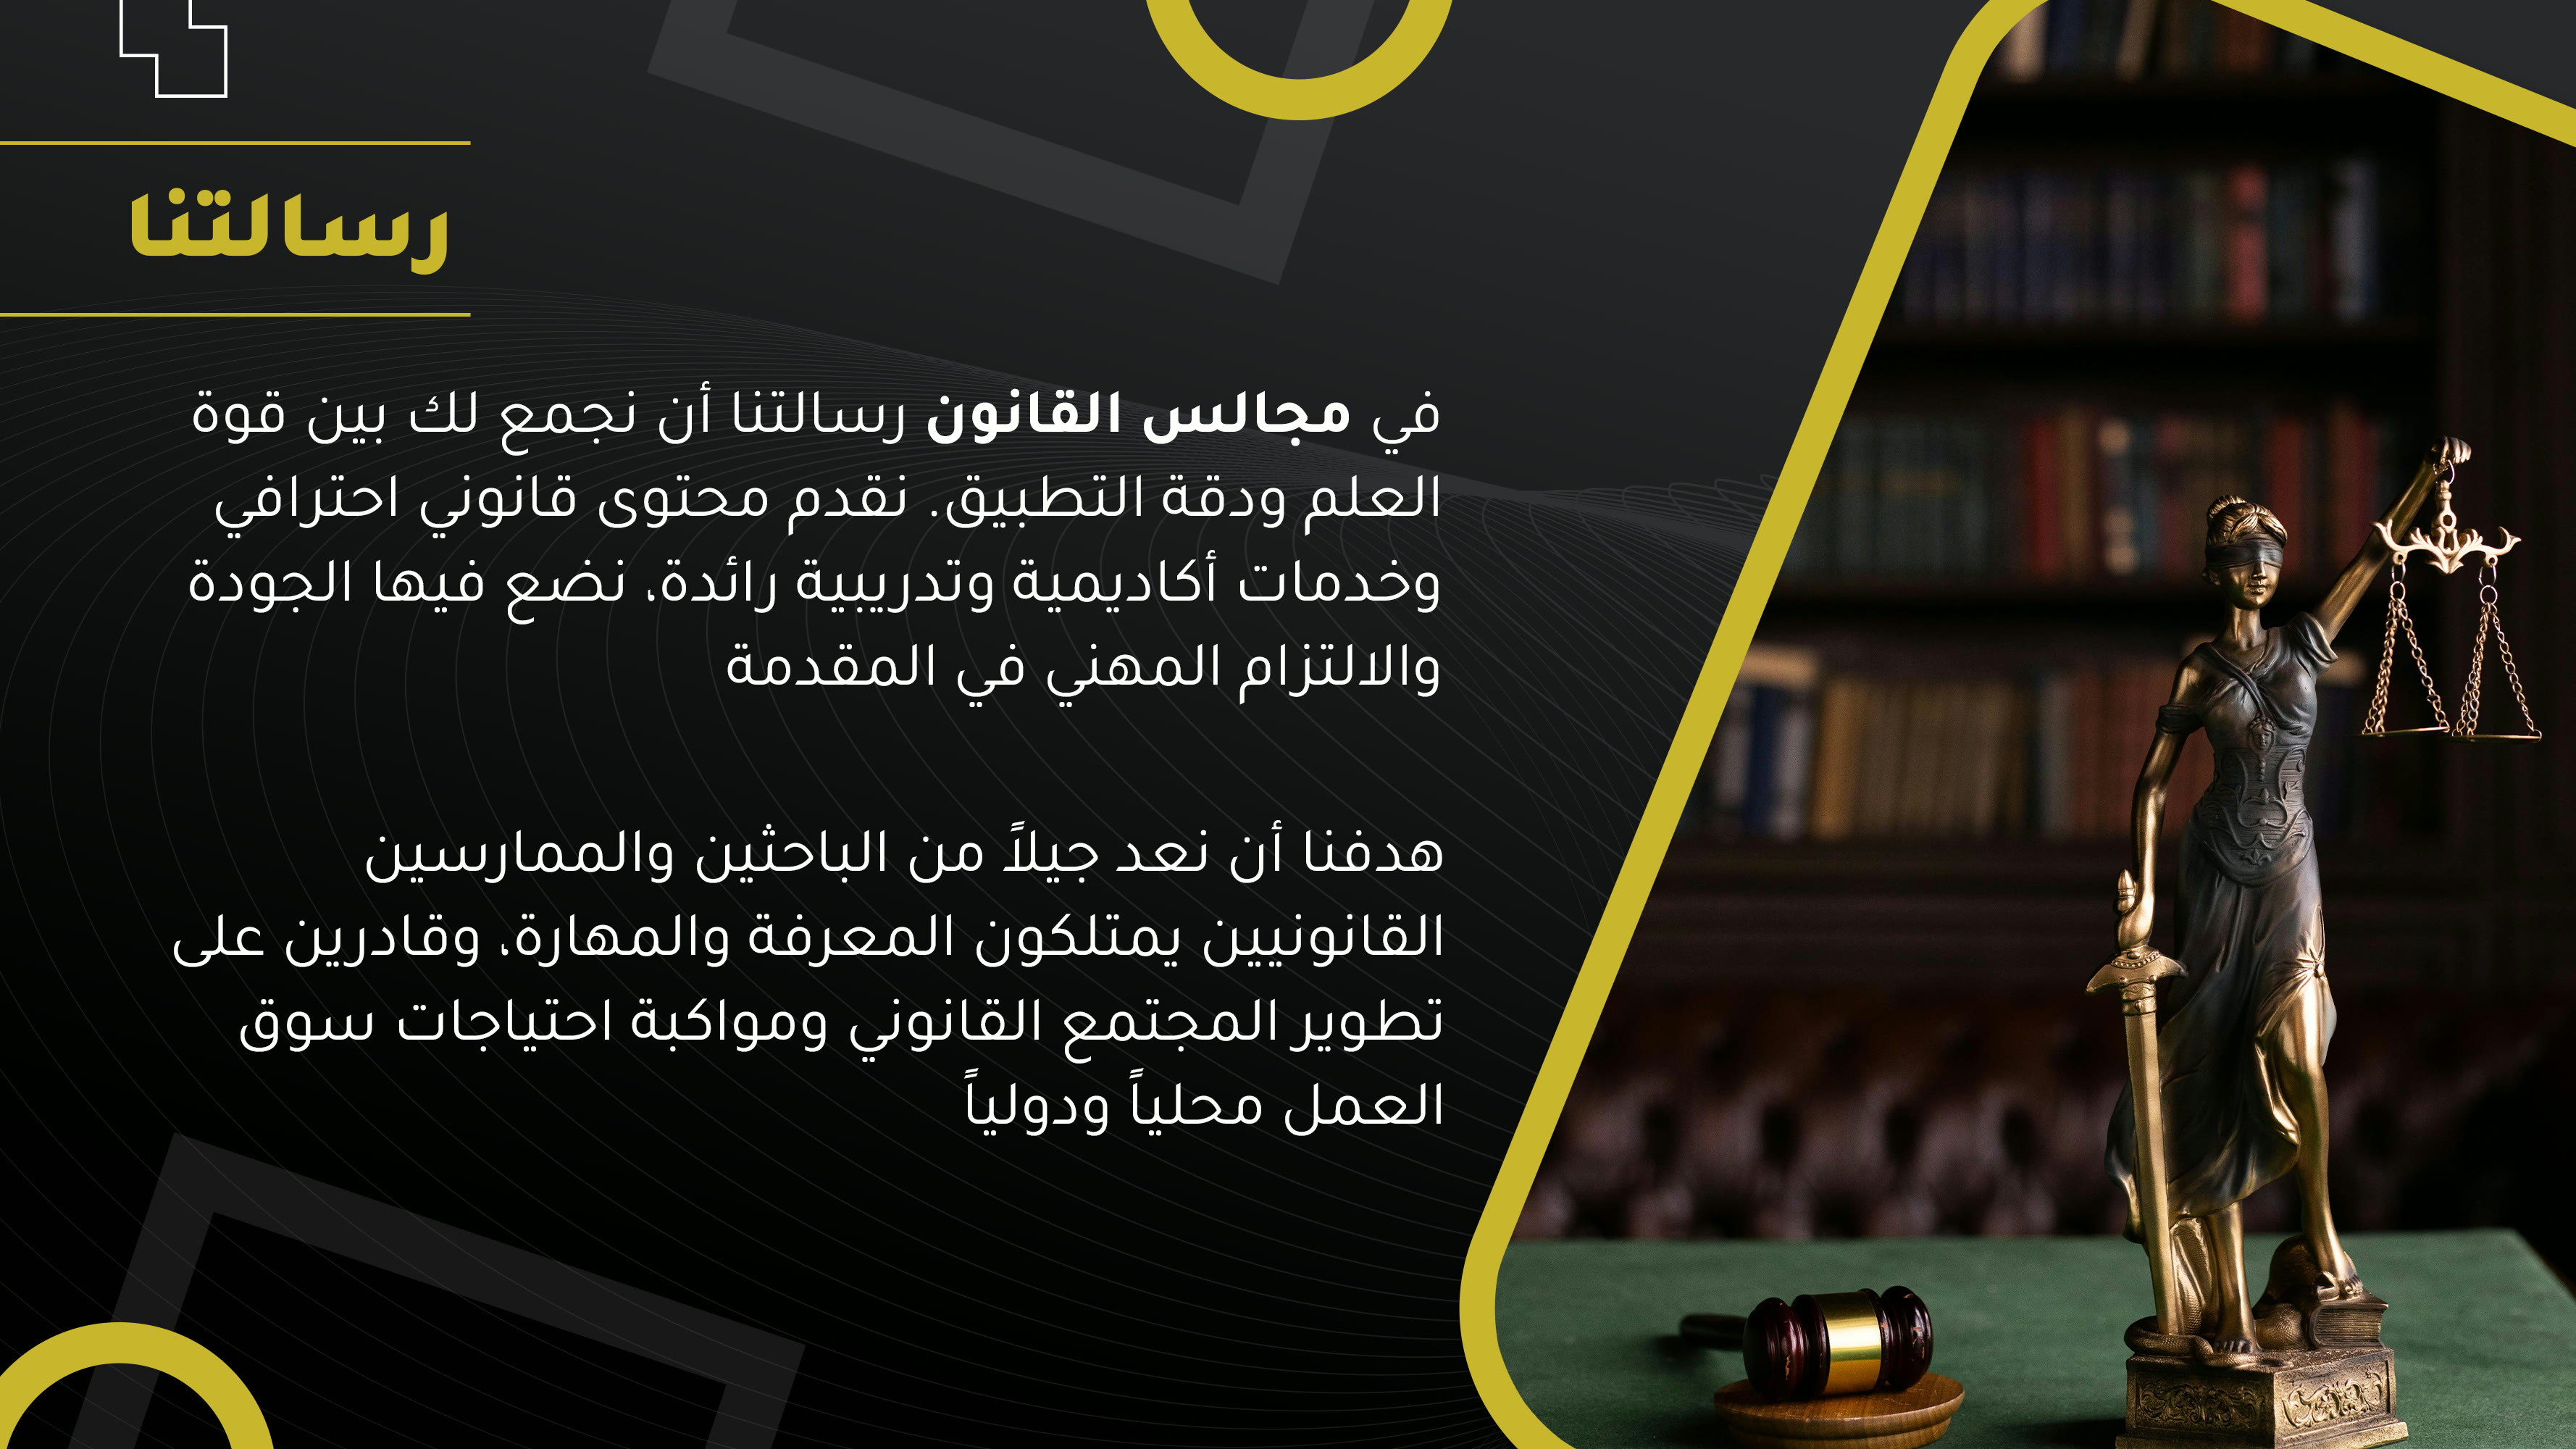 رسالتنا
في مجالس القانون رسالتنا أن نجمع لك بين قوة
العلم ودقة التطبيق. نقدم محتوى قانوني احترافي
وخدمات أكاديمية وتدريبية رائدة، نضع فيها الجودة
والالتزام المهني في المقدمة
هدفنا أن نعد جيلاً من الباحثين والممارسين
القانونيين يمتلكون المعرفة والمهارة، وقادرين على
تطوير المجتمع القانوني ومواكبة احتياجات سوق
العمل محلياً ودولياً